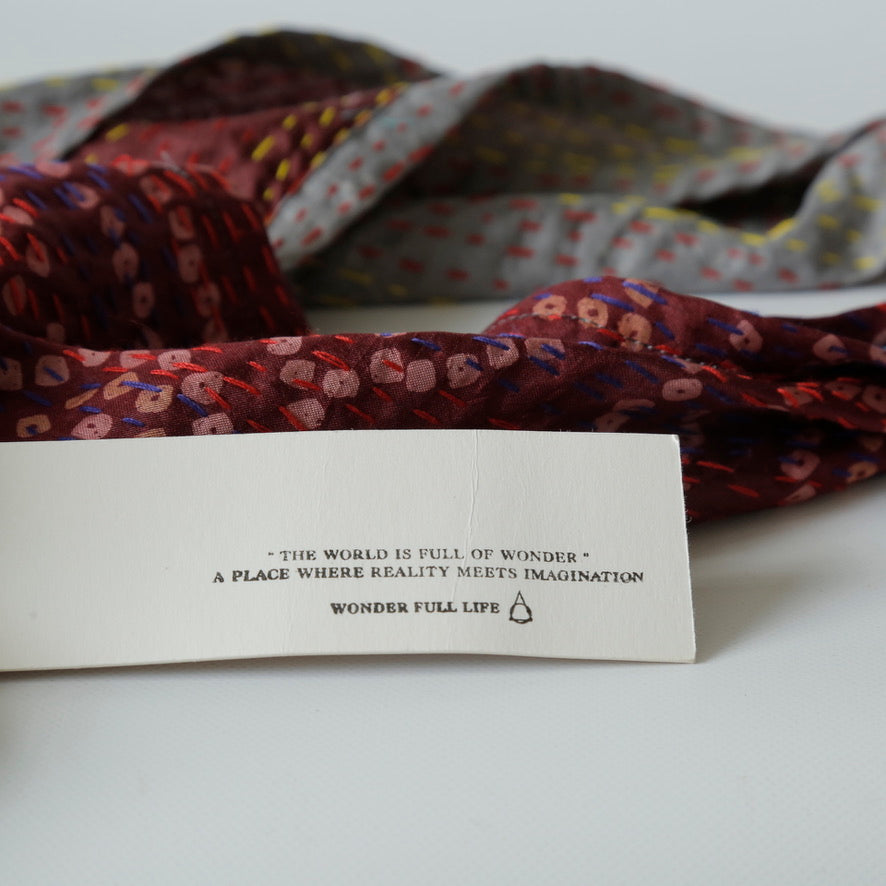 " THE WORLD IS FULL OF WONDER "
A PLACE WHERE REALITY MEETS IMAGINATION
WONDER FULL LIFE